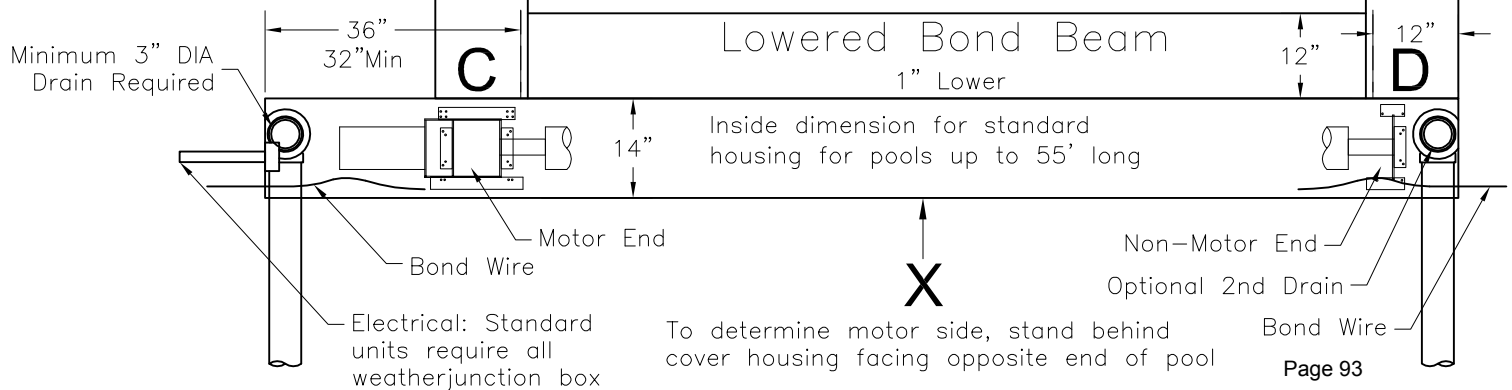 36”
32”Min
Minimum 3” DIA
Drain Required
C
Lowered Bond Beam
1” Lower
12”
12”
D
14”
Inside dimension for standard
housing for pools up to 55’ long
Motor End
Bond Wire
Electrical: Standard
units require all
weatherjunction box
X
To determine motor side, stand behind
cover housing facing opposite end of pool
Non–Motor End
Optional 2nd Drain
Bond Wire
Page 93